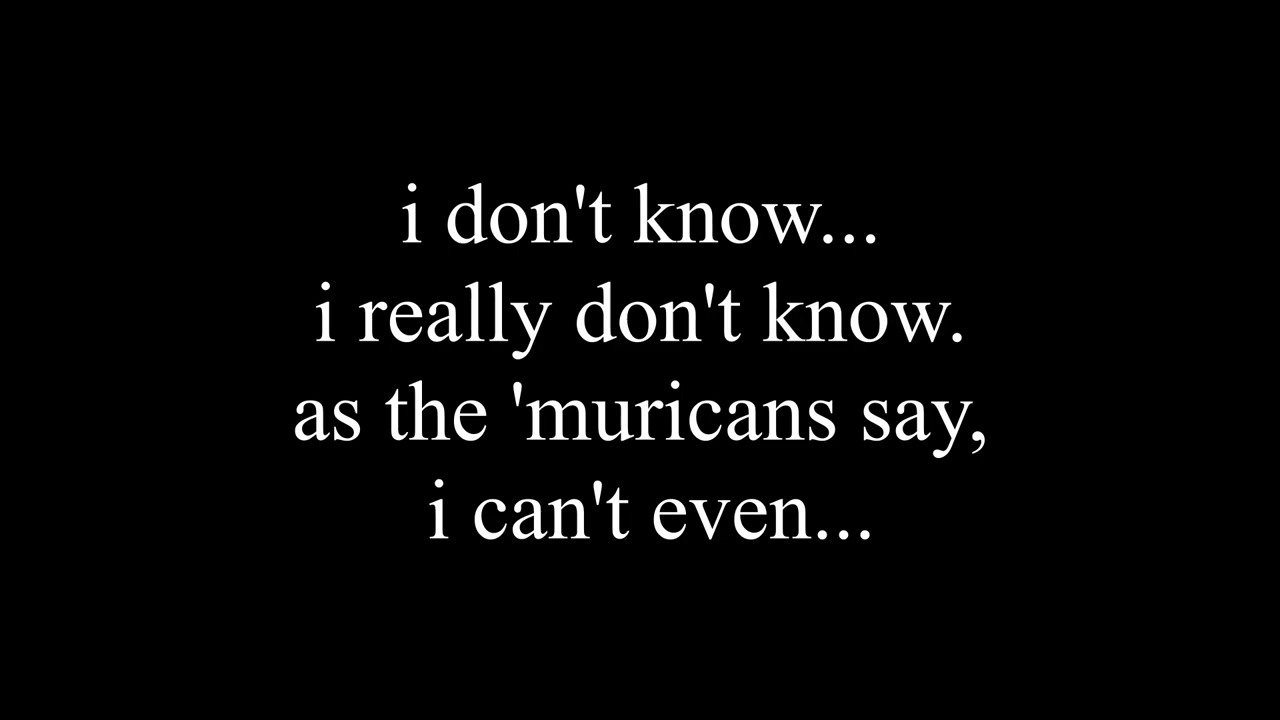 i don't know...
i really don't know.
as the 'muricans say,
i can't even...